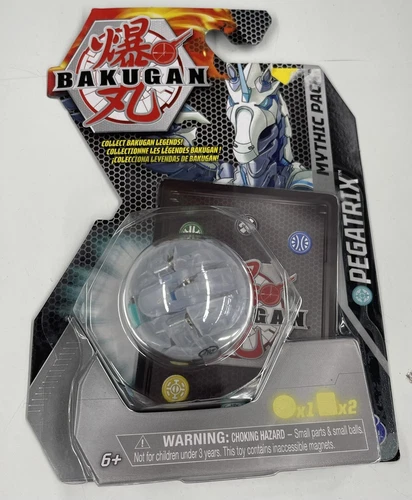 爆
BAKUGAN
丸
COLLECT BAKUGAN LEGENDS!
COLLECTIONNE LES LÉGENDES BAKUGAN !
¡COLECCIONA LEYENDAS DE BAKUGAN!
MYTHIC PACK
PEGATRIX™
BAKUGAN
x1 x2
6+
WARNING: CHOKING HAZARD – Small parts & small balls.
Not for children under 3 years. This toy contains inaccessible magnets.